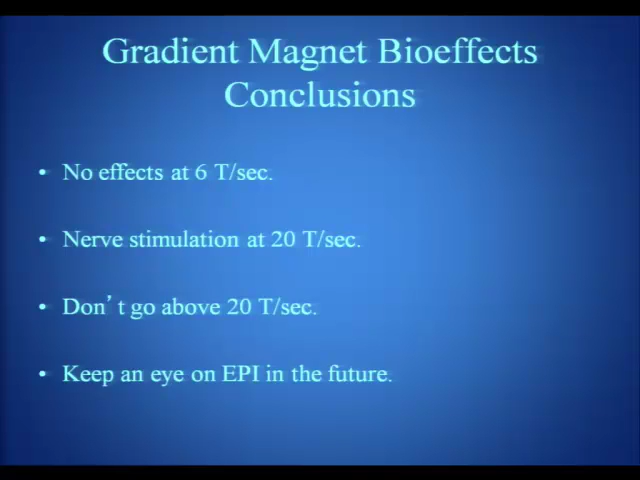 Gradient Magnet Bioeffects
Conclusions
• No effects at 6 T/sec.
• Nerve stimulation at 20 T/sec.
• Don’t go above 20 T/sec.
• Keep an eye on EPI in the future.